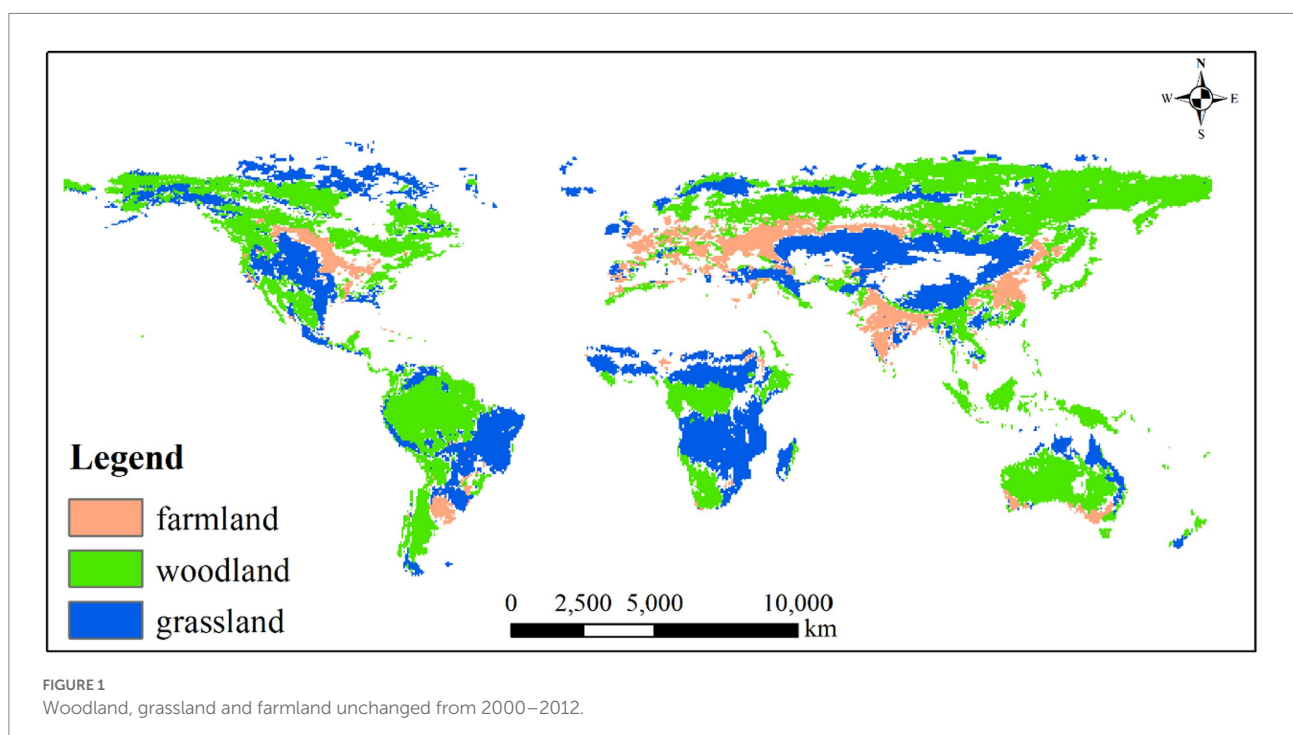 N
W E
S
Legend
farmland
woodland
grassland
0 2,500 5,000 10,000
km
FIGURE 1
Woodland, grassland and farmland unchanged from 2000–2012.